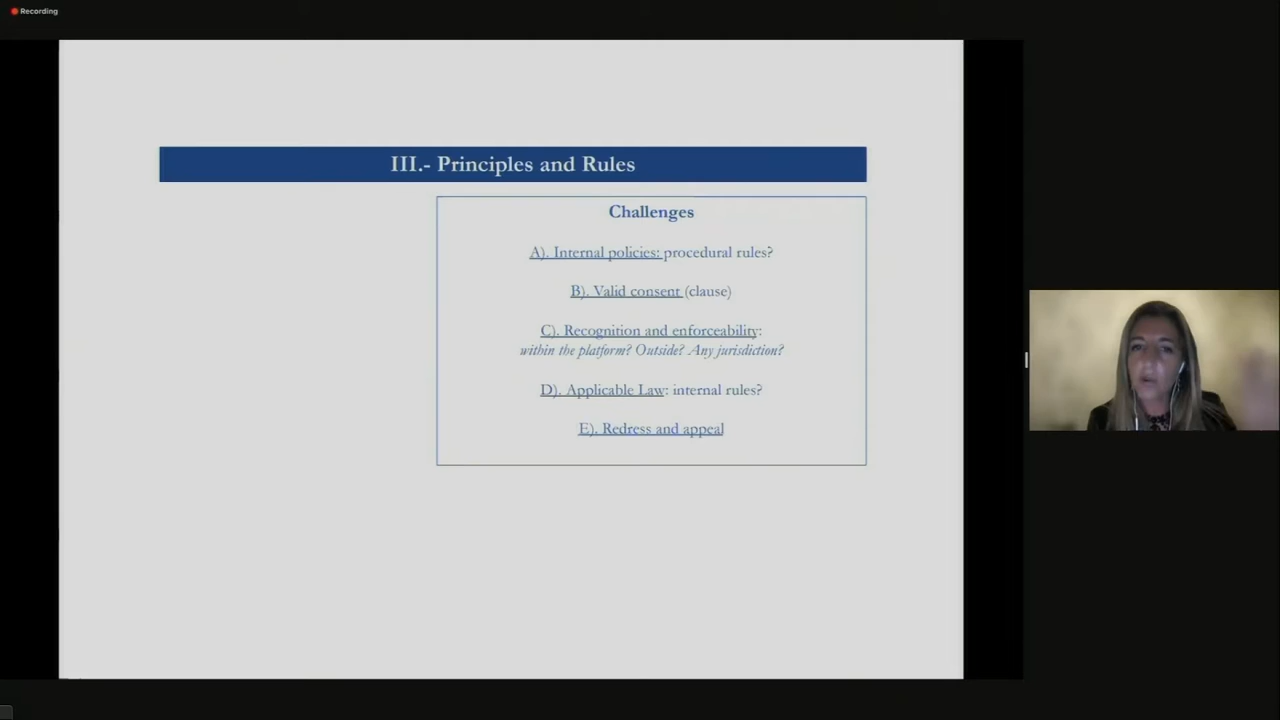 Recording
III.- Principles and Rules
Challenges
A). Internal policies: procedural rules?
B). Valid consent (clause)
C). Recognition and enforceability:
within the platform? Outside? Any jurisdiction?
D). Applicable Law: internal rules?
E). Redress and appeal